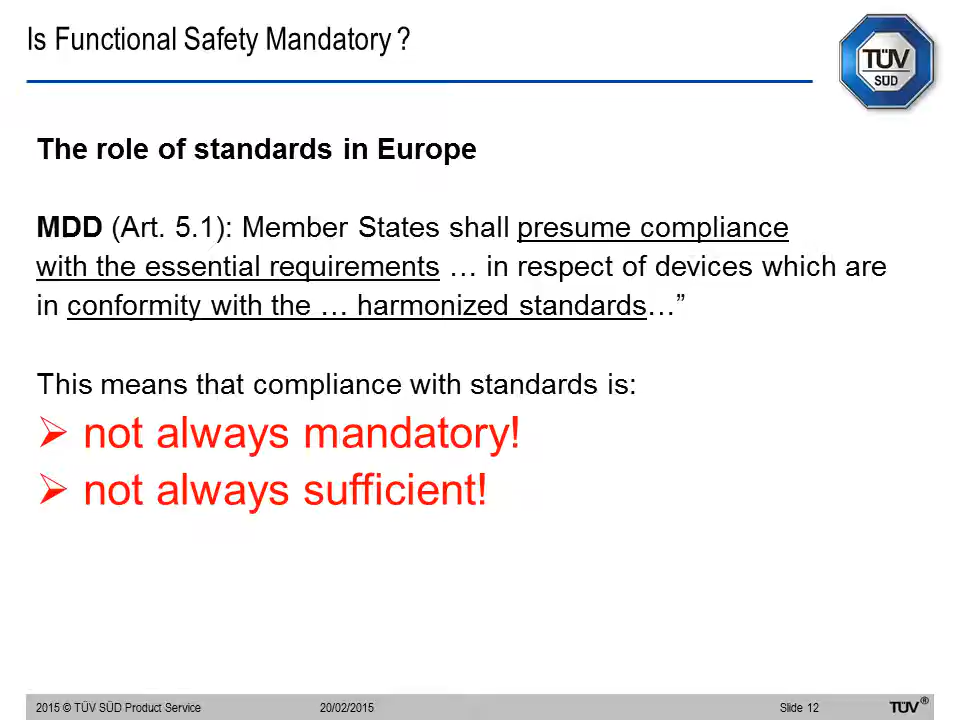 Is Functional Safety Mandatory ?
TÜV
SÜD
The role of standards in Europe
MDD (Art. 5.1): Member States shall presume compliance
with the essential requirements … in respect of devices which are
in conformity with the … harmonized standards…”
This means that compliance with standards is:
➢ not always mandatory!
➢ not always sufficient!
2015 © TÜV SÜD Product Service 20/02/2015 Slide 12 TÜV®